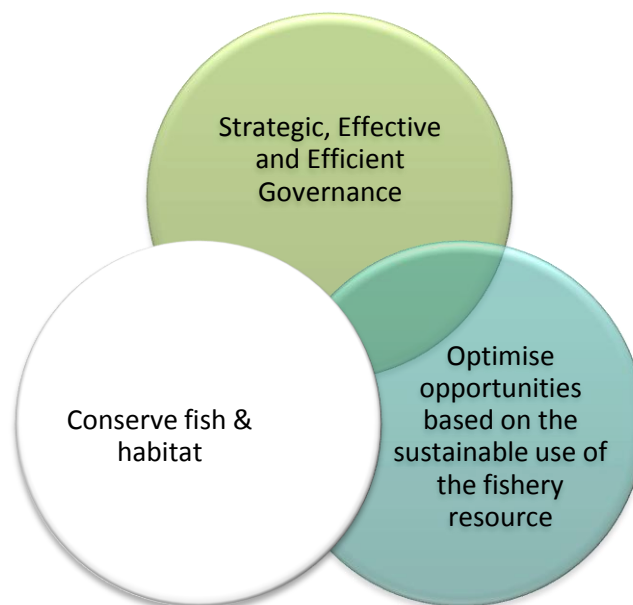 Strategic, Effective
and Efficient
Governance
Conserve fish &
habitat
Optimise
opportunities
based on the
sustainable use of
the fishery
resource